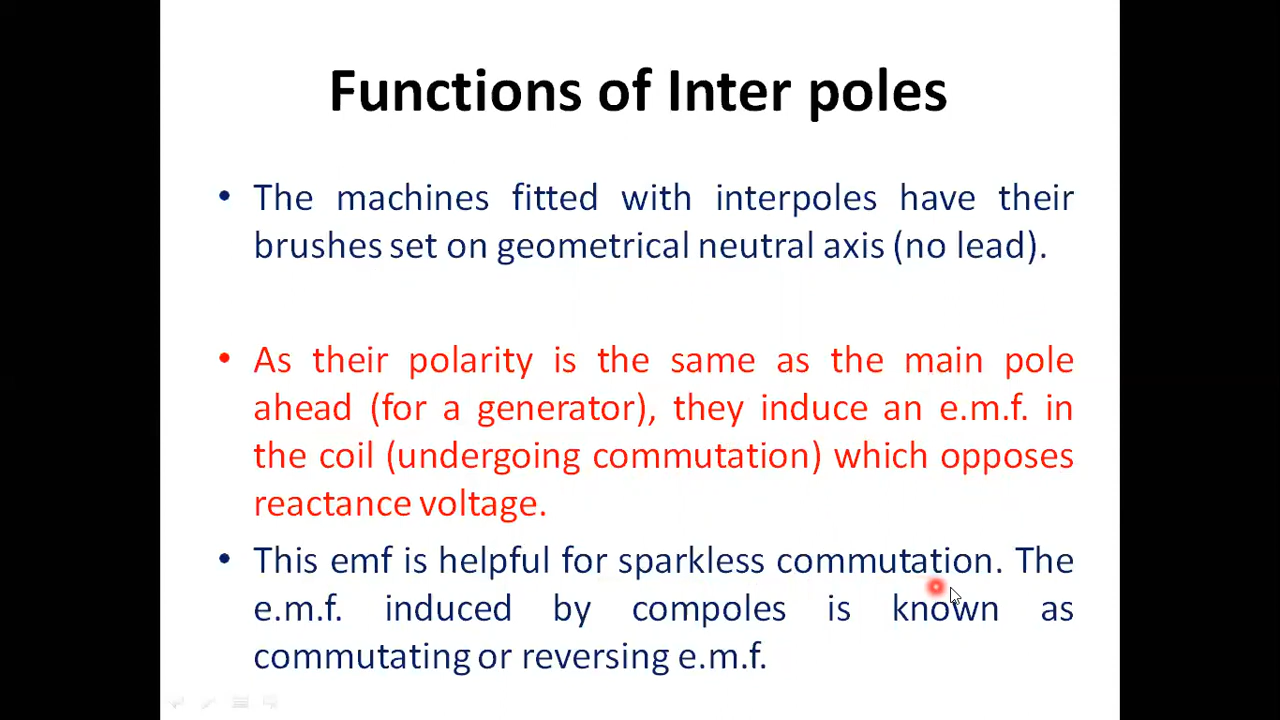 Functions of Inter poles
• The machines fitted with interpoles have their
brushes set on geometrical neutral axis (no lead).
• As their polarity is the same as the main pole
ahead (for a generator), they induce an e.m.f. in
the coil (undergoing commutation) which opposes
reactance voltage.
• This emf is helpful for sparkless commutation. The
e.m.f. induced by compoles is known as
commutating or reversing e.m.f.